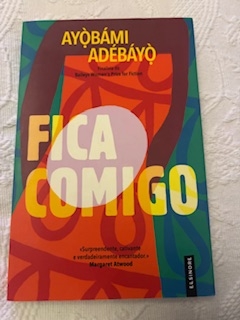 AYỌ̀BÁMI
ADÉBÁYỌ̀
Finalista do
Baileys Women's Prize for Fiction
FICA
COMIGO
«Surpreendente, cativante
e verdadeiramente encantador.»
Margaret Atwood
ELSINORE